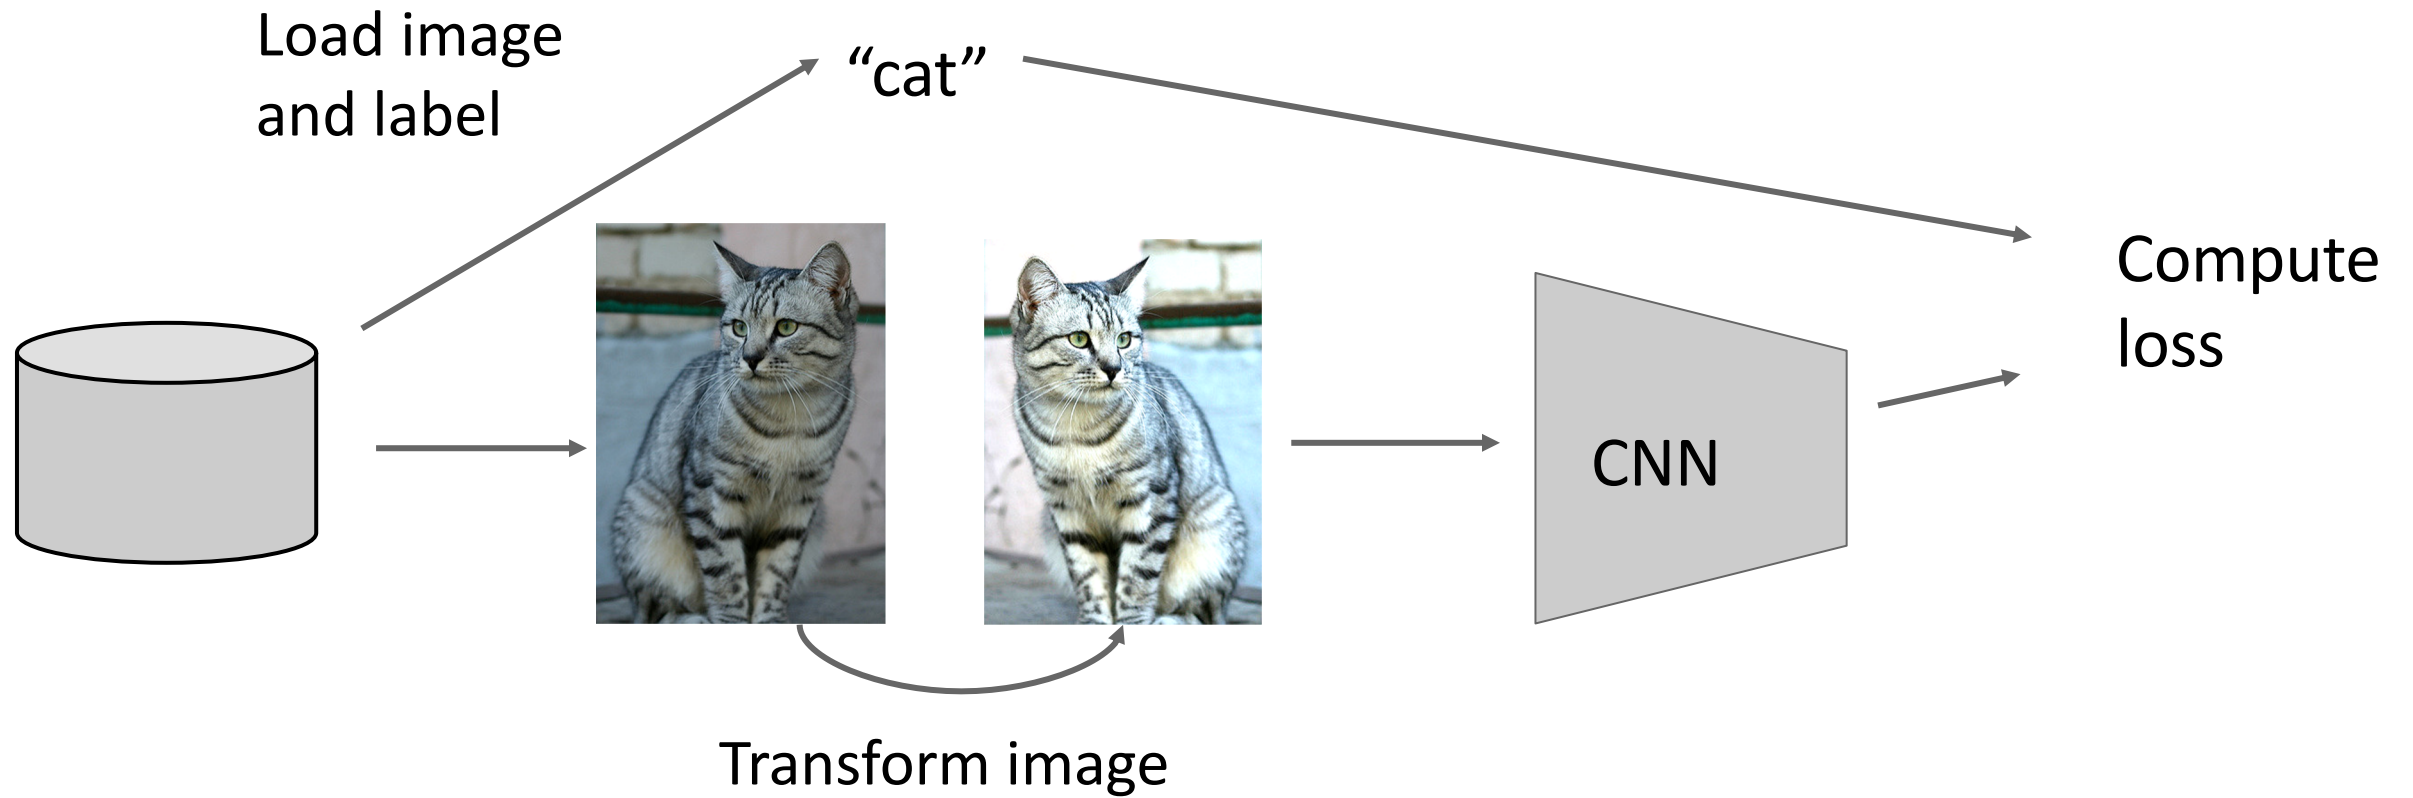 Load image
and label
“cat”
Compute
loss
CNN
Transform image